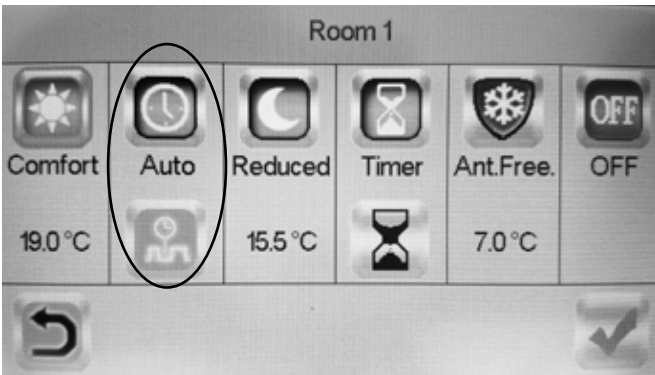 Room 1
OFF
Comfort Auto Reduced Timer Ant.Free. OFF
19.0 °C 15.5 °C 7.0 °C